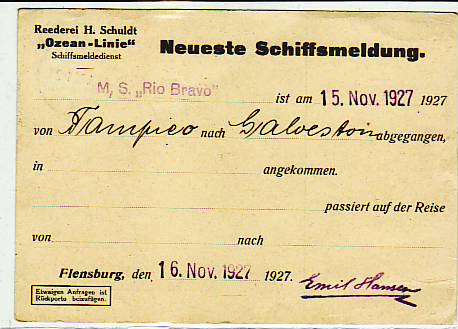 Reederei H. Schuldt
„Ozean-Linie"
Schiffsmeldedienst
Neueste Schiffsmeldung.
M. S. „Rio Bravo"
ist am 15. Nov. 1927 1927
von Tampico nach Galveston abgegangen,
in angekommen.
passiert auf der Reise
von nach
Flensburg, den 16. Nov. 1927 1927.
Emil Hansen
Etwaigen Anfragen ist
Rückporto beizufügen.